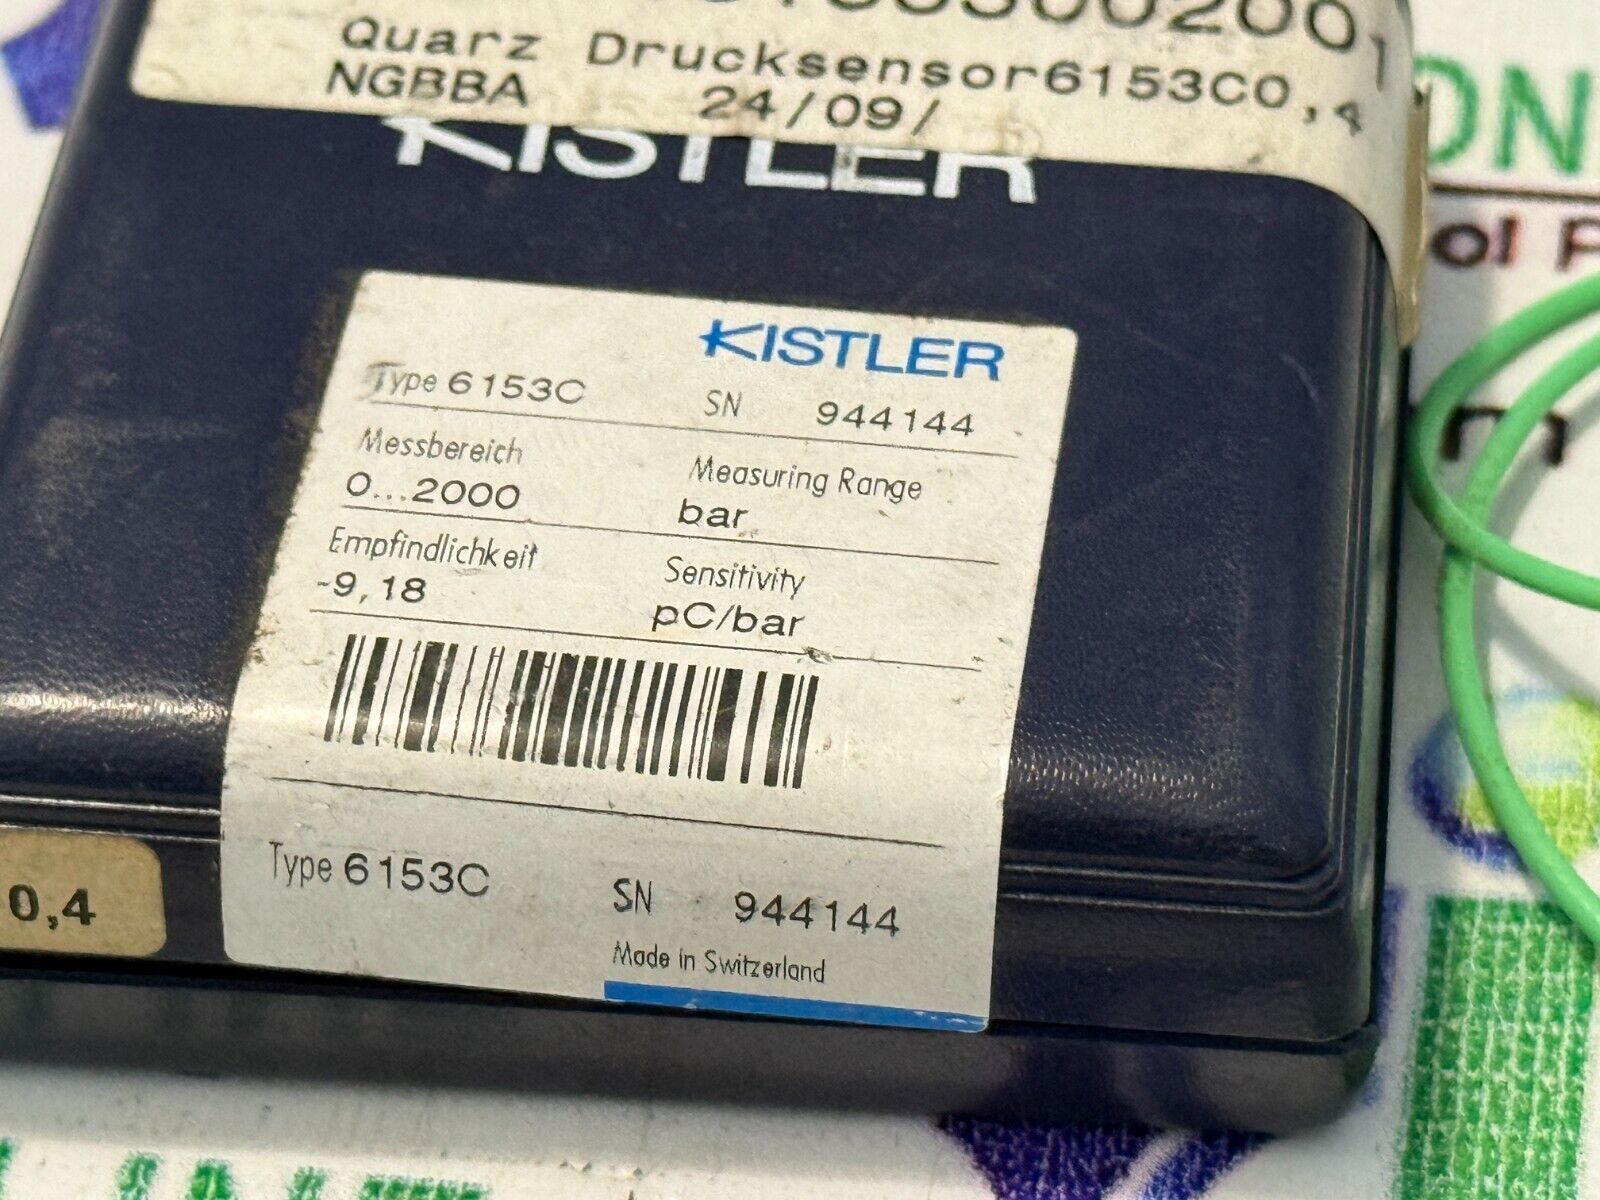 Quarz Drucksensor6153C0,4
NGBBA 24/09/
KISTLER
KISTLER
Type 6153C SN 944144
Messbereich Measuring Range
0...2000 bar
Empfindlichkeit Sensitivity
-9,18 pC/bar
Type 6153C SN 944144
Made in Switzerland
0,4